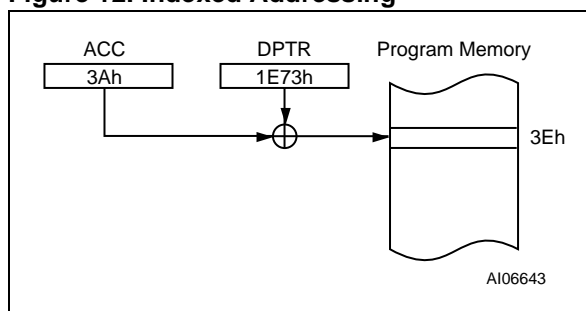 Figure 12. Indexed Addressing
ACC
DPTR
Program Memory
3Ah
1E73h
3Eh
AI06643